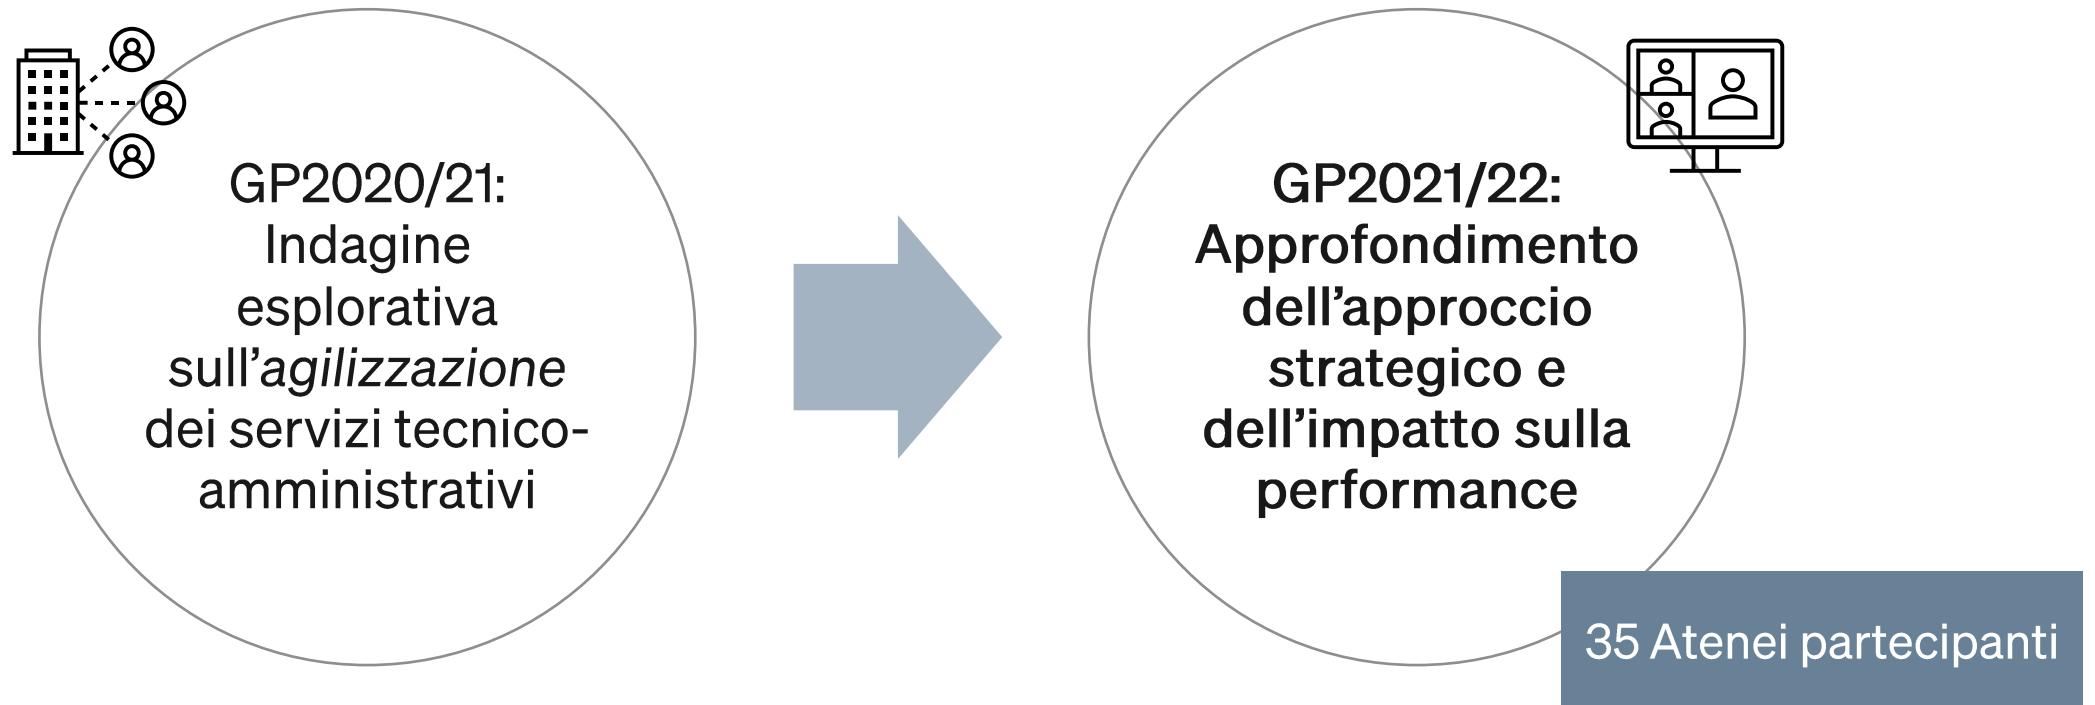 GP2020/21:
Indagine
esplorativa
sull’agilizzazione
dei servizi tecnico-
amministrativi
GP2021/22:
Approfondimento
dell’approccio
strategico e
dell’impatto sulla
performance
35 Atenei partecipanti